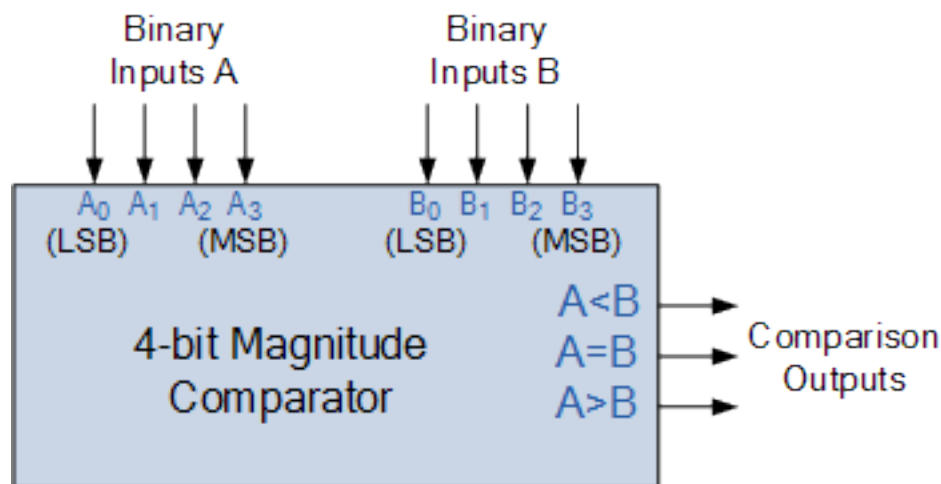 Binary
Inputs A
Binary
Inputs B
A₀ A₁ A₂ A₃
(LSB) (MSB)
B₀ B₁ B₂ B₃
(LSB) (MSB)
4-bit Magnitude
Comparator
A<B
A=B
A>B
Comparison
Outputs